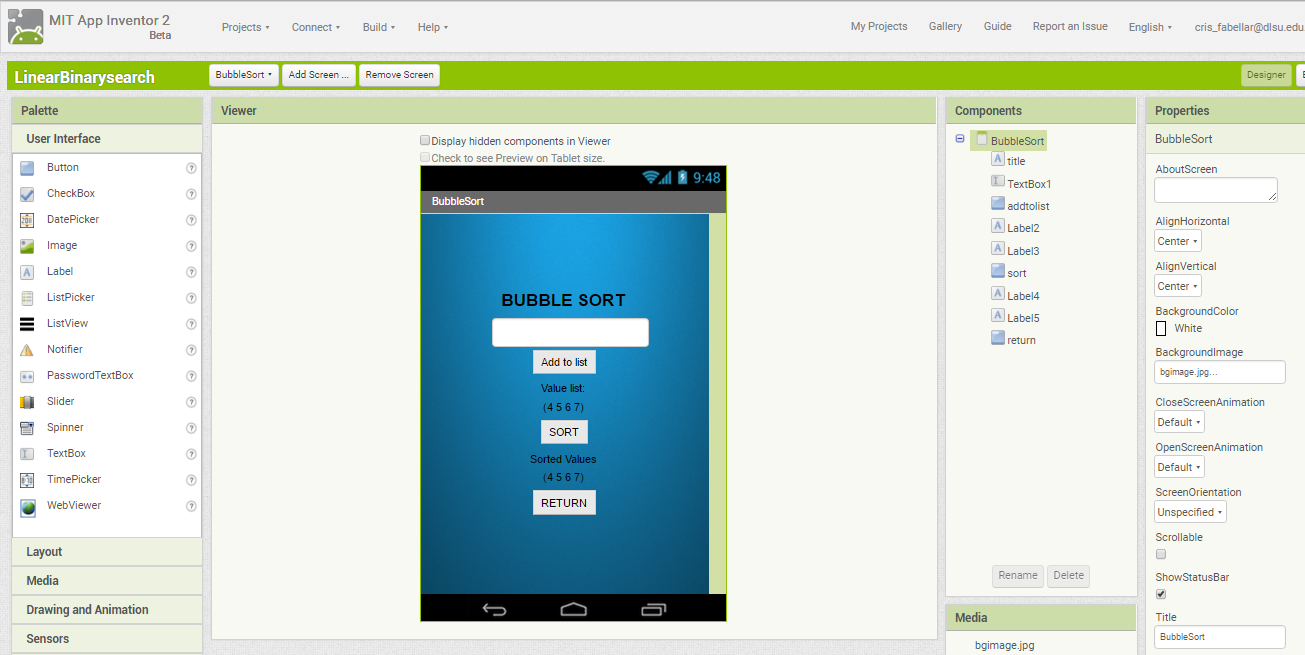 MIT App Inventor 2
Beta
Projects Connect Build Help
My Projects Gallery Guide Report an Issue English cris_fabellar@dlsu.edu
LinearBinarysearch
BubbleSort Add Screen ... Remove Screen
Designer
Palette
User Interface
Button
CheckBox
DatePicker
Image
Label
ListPicker
ListView
Notifier
PasswordTextBox
Slider
Spinner
TextBox
TimePicker
WebViewer
Layout
Media
Drawing and Animation
Sensors
Viewer
Display hidden components in Viewer
Check to see Preview on Tablet size.
9:48
BubbleSort
BUBBLE SORT
Add to list
Value list:
(4 5 6 7)
SORT
Sorted Values
(4 5 6 7)
RETURN
Components
BubbleSort
title
TextBox1
addtolist
Label2
Label3
sort
Label4
Label5
return
Rename Delete
Media
bgimage.jpg
Properties
BubbleSort
AboutScreen
AlignHorizontal
Center
AlignVertical
Center
BackgroundColor
White
BackgroundImage
bgimage.jpg...
CloseScreenAnimation
Default
OpenScreenAnimation
Default
ScreenOrientation
Unspecified
Scrollable
ShowStatusBar
Title
BubbleSort